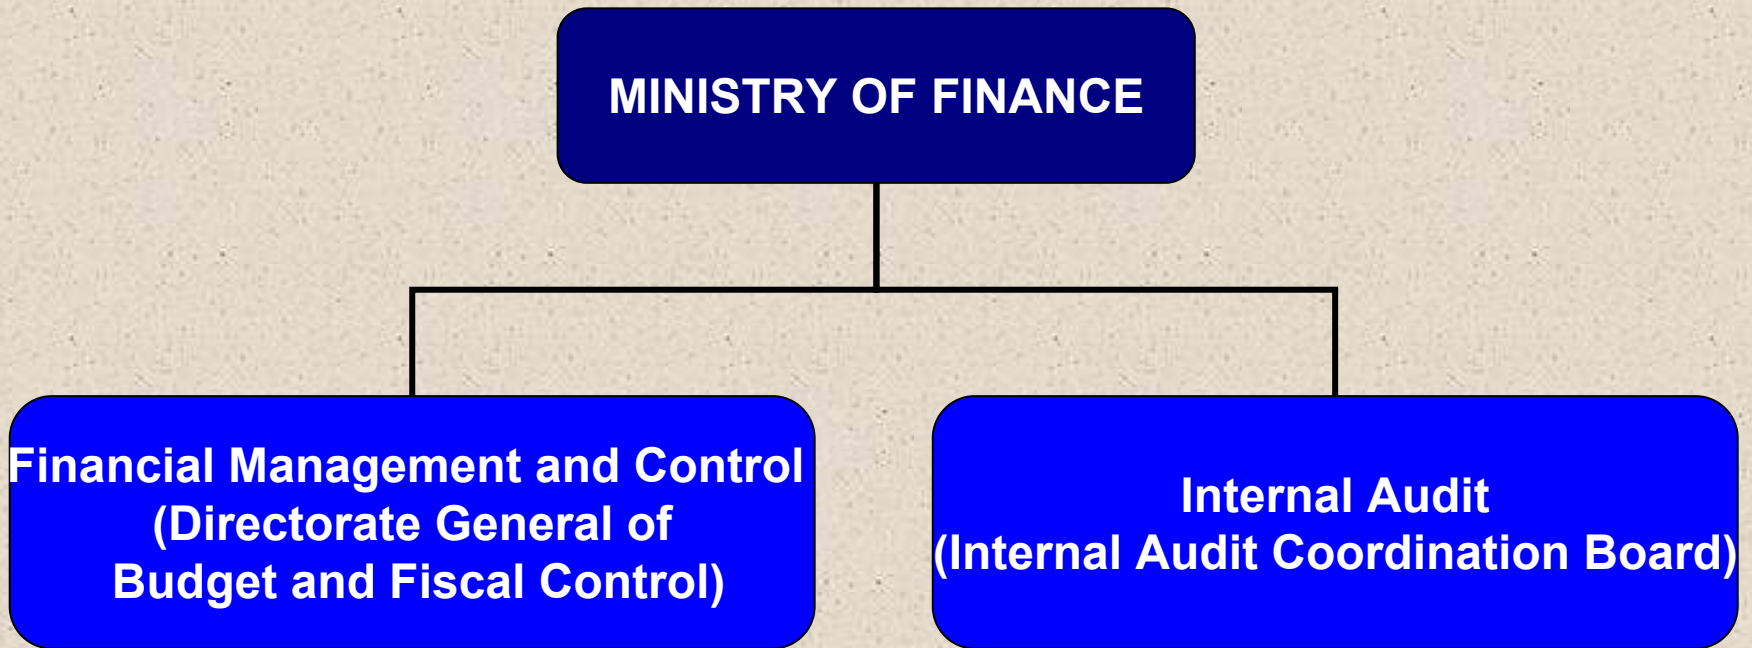 MINISTRY OF FINANCE
Financial Management and Control
(Directorate General of
Budget and Fiscal Control)
Internal Audit
(Internal Audit Coordination Board)